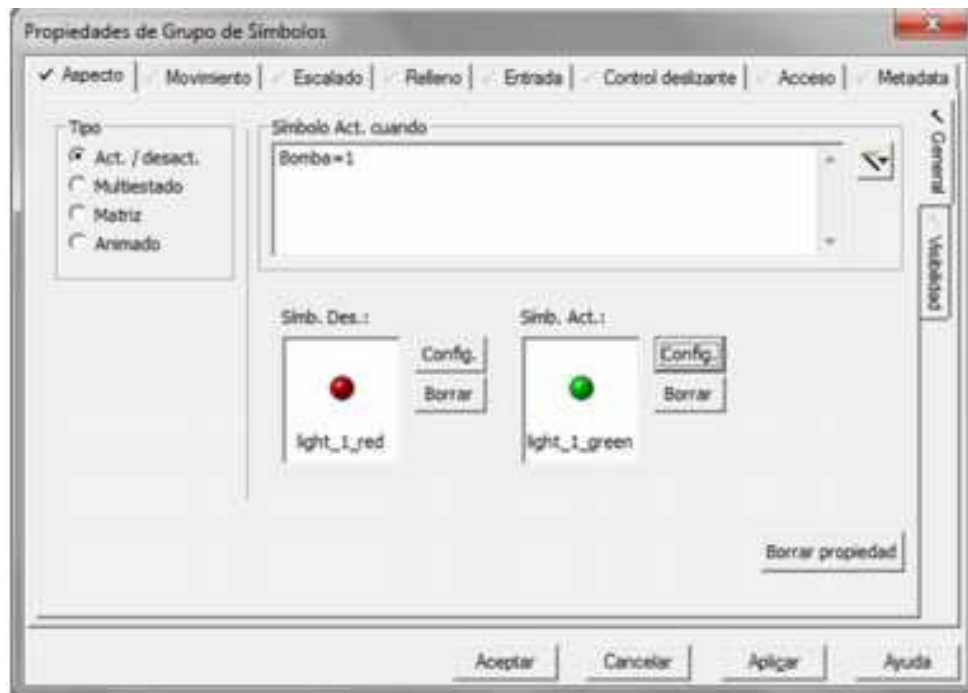 Propiedades de Grupo de Símbolos
Aspecto Movimiento Escalado Relleno Entrada Control deslizante Acceso Metadata
General
Visibilidad
Tipo
Act. / desact.
Multiestado
Matriz
Animado
Símbolo Act. cuando
Bomba=1
Símb. Des.:
light_1_red
Config.
Borrar
Símb. Act.:
light_1_green
Config.
Borrar
Borrar propiedad
Aceptar Cancelar Aplicar Ayuda